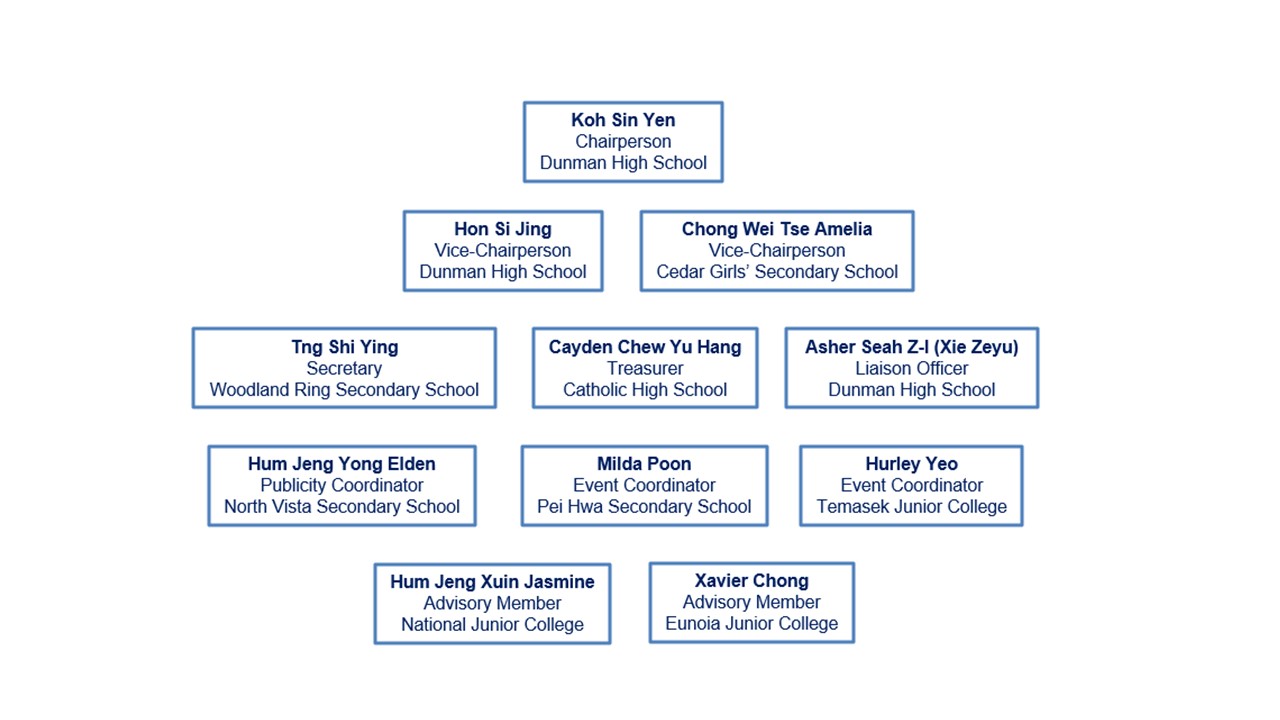 Koh Sin Yen
Chairperson
Dunman High School
Hon Si Jing
Vice-Chairperson
Dunman High School
Chong Wei Tse Amelia
Vice-Chairperson
Cedar Girls’ Secondary School
Tng Shi Ying
Secretary
Woodland Ring Secondary School
Cayden Chew Yu Hang
Treasurer
Catholic High School
Asher Seah Z-I (Xie Zeyu)
Liaison Officer
Dunman High School
Hum Jeng Yong Elden
Publicity Coordinator
North Vista Secondary School
Milda Poon
Event Coordinator
Pei Hwa Secondary School
Hurley Yeo
Event Coordinator
Temasek Junior College
Hum Jeng Xuin Jasmine
Advisory Member
National Junior College
Xavier Chong
Advisory Member
Eunoia Junior College